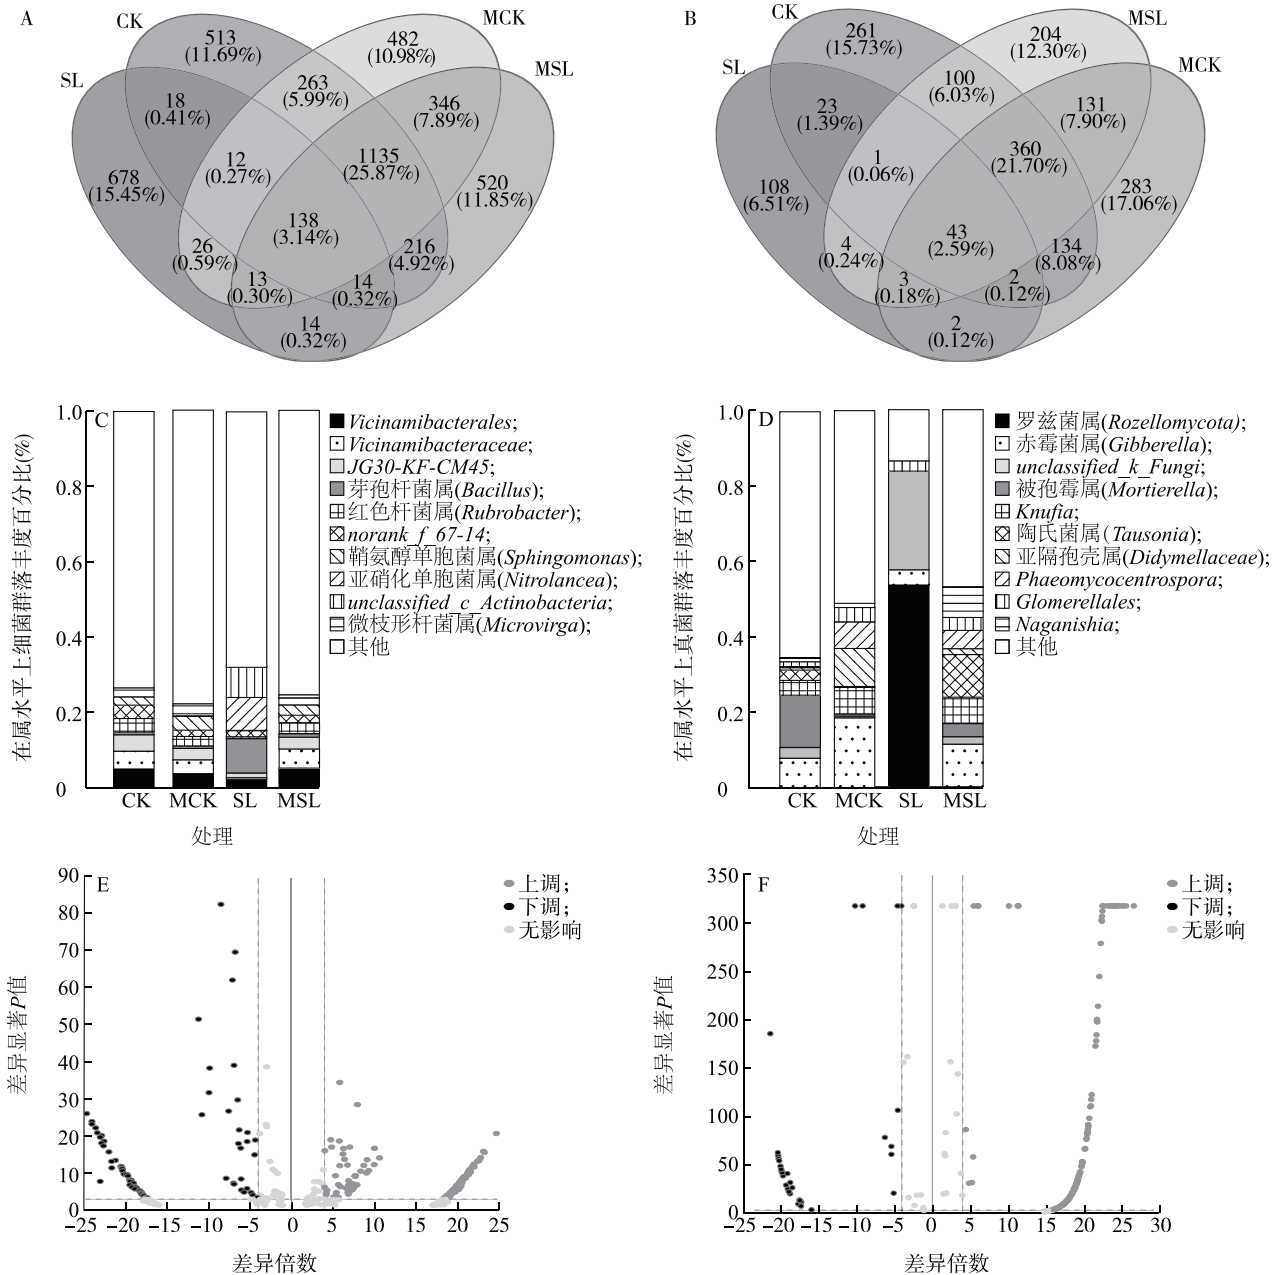 A
CK
MCK
SL
MSL
513
(11.69%)
482
(10.98%)
263
(5.99%)
18
(0.41%)
346
(7.89%)
12
(0.27%)
1135
(25.87%)
678
(15.45%)
520
(11.85%)
138
(3.14%)
26
(0.59%)
216
(4.92%)
13
(0.30%)
14
(0.32%)
14
(0.32%)
B
CK
MSL
SL
MCK
261
(15.73%)
204
(12.30%)
100
(6.03%)
23
(1.39%)
131
(7.90%)
1
(0.06%)
360
(21.70%)
108
(6.51%)
283
(17.06%)
43
(2.59%)
4
(0.24%)
134
(8.08%)
3
(0.18%)
2
(0.12%)
2
(0.12%)
C
在属水平上细菌群落丰度百分比(%)
1.0
0.8
0.6
0.4
0.2
0
CK MCK SL MSL
处理
Vicinamibacterales;
Vicinamibacteraceae;
JG30-KF-CM45;
芽孢杆菌属(Bacillus);
红色杆菌属(Rubrobacter);
norank_f_67-14;
鞘氨醇单胞菌属(Sphingomonas);
亚硝化单胞菌属(Nitrolancea);
unclassified_c_Actinobacteria;
微枝形杆菌属(Microvirga);
其他
D
在属水平上真菌群落丰度百分比(%)
1.0
0.8
0.6
0.4
0.2
0
CK MCK SL MSL
处理
罗兹菌属(Rozellomycota);
赤霉菌属(Gibberella);
unclassified_k_Fungi;
被孢霉属(Mortierella);
Knufia;
陶氏菌属(Tausonia);
亚隔孢壳属(Didymellaceae);
Phaeomycocentrospora;
Glomerellales;
Naganishia;
其他
E
差异显著P值
90
80
70
60
50
40
30
20
10
0
−25 −20 −15 −10 −5 0 5 10 15 20 25
差异倍数
上调;
下调;
无影响
F
差异显著P值
350
300
250
200
150
100
50
0
−25 −20 −15 −10 −5 0 5 10 15 20 25 30
差异倍数
上调;
下调;
无影响